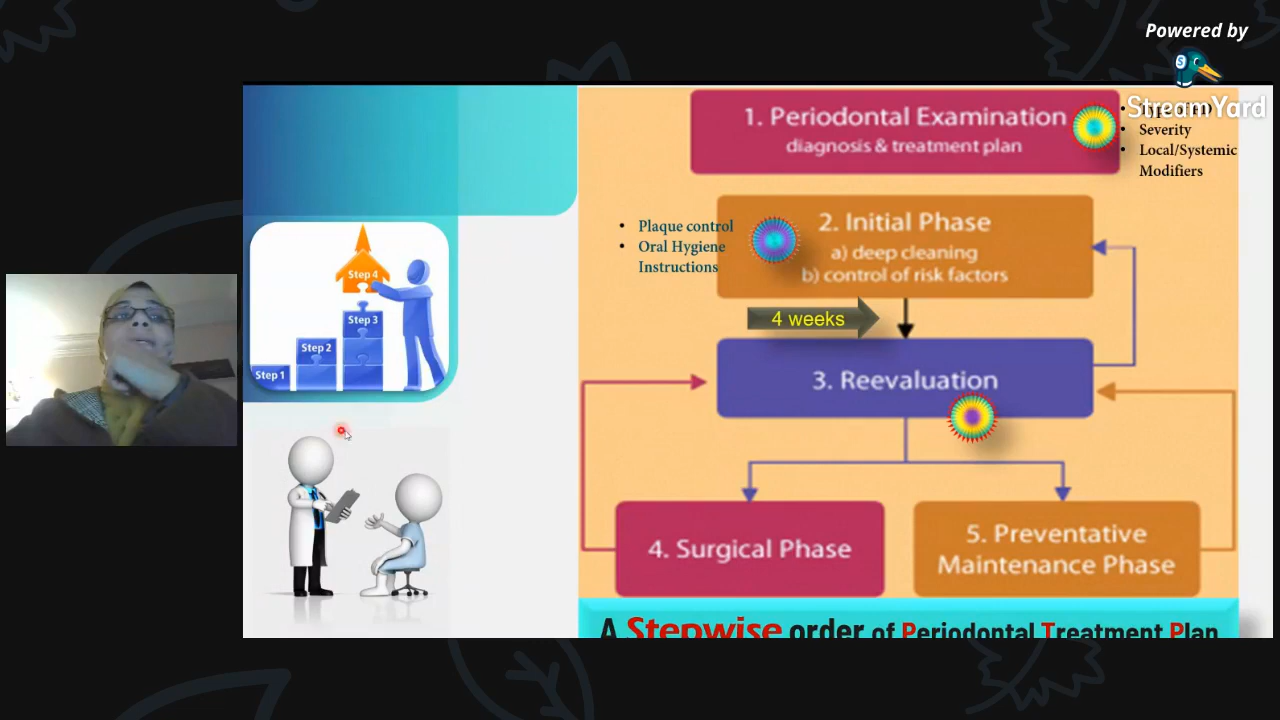 Powered by
StreamYard
1. Periodontal Examination
diagnosis & treatment plan
• Severity
• Local/Systemic
Modifiers
• Plaque control
• Oral Hygiene
Instructions
2. Initial Phase
a) deep cleaning
b) control of risk factors
Step 4
Step 3
Step 2
Step 1
4 weeks
3. Reevaluation
4. Surgical Phase
5. Preventative
Maintenance Phase
A Stepwise order of Periodontal Treatment Plan